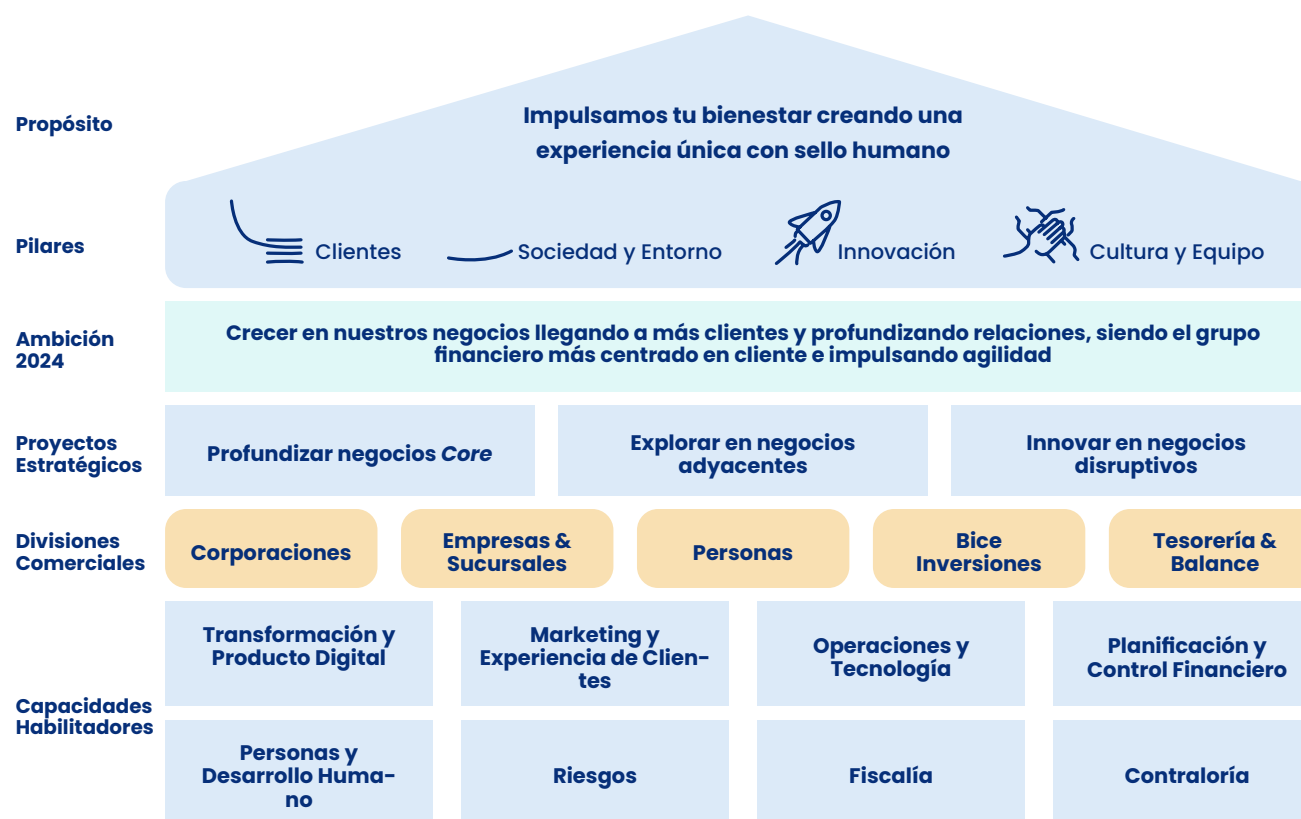 Propósito
Impulsamos tu bienestar creando una
experiencia única con sello humano
Pilares
Clientes
Sociedad y Entorno
Innovación
Cultura y Equipo
Ambición
2024
Crecer en nuestros negocios llegando a más clientes y profundizando relaciones, siendo el grupo
financiero más centrado en cliente e impulsando agilidad
Proyectos
Estratégicos
Profundizar negocios Core
Explorar en negocios
adyacentes
Innovar en negocios
disruptivos
Divisiones
Comerciales
Corporaciones
Empresas &
Sucursales
Personas
Bice
Inversiones
Tesorería &
Balance
Capacidades
Habilitadores
Transformación y
Producto Digital
Marketing y
Experiencia de Clien-
tes
Operaciones y
Tecnología
Planificación y
Control Financiero
Personas y
Desarrollo Huma-
no
Riesgos
Fiscalía
Contraloría